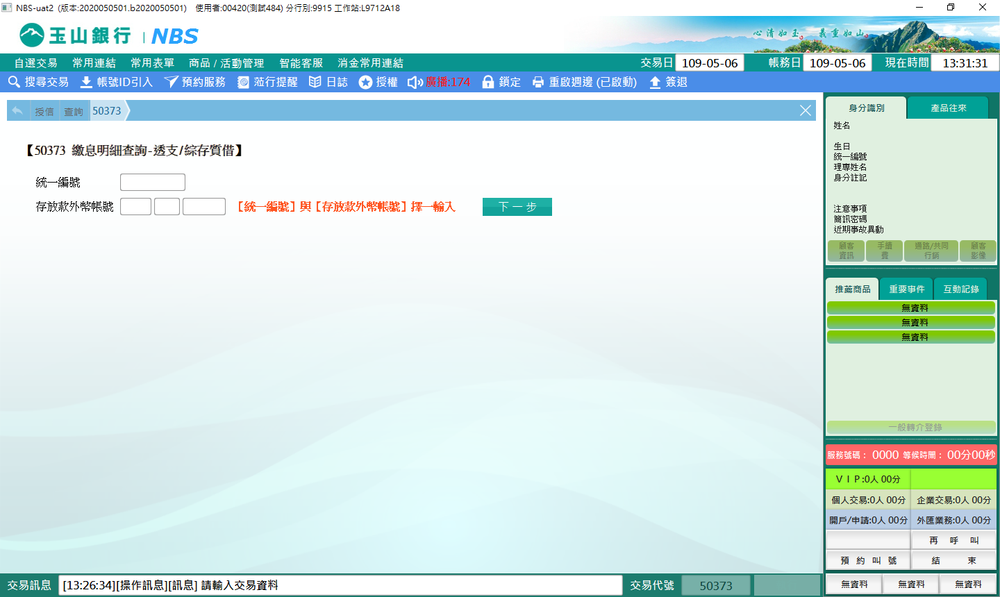 NBS-uat2 (版本:2020050501.b2020050501) 使用者:00420(測試484) 分行別:9915 工作站:L9712A18
玉山銀行 | NBS
心清如玉 義重如山
自選交易 常用連結 常用表單 商品 / 活動管理 智能客服 消金常用連結 交易日 109-05-06 帳務日 109-05-06 現在時間 13:31:31
搜尋交易 帳號ID引入 預約服務 蒞行提醒 日誌 授權 廣播:174 鎖定 重啟週邊 (已啟動) 簽退
授信 查詢 50373
【50373 繳息明細查詢-透支/綜存質借】
統一編號
存放款外幣帳號 【統一編號】與【存放款外幣帳號】擇一輸入 下一步
身分識別 產品往來
姓名
生日
統一編號
理專姓名
身分註記
注意事項
簡訊密碼
近期事故異動
顧客資訊 手續費 通路/共同行銷 顧客影像
推薦商品 重要事件 互動記錄
無資料
無資料
無資料
一般轉介登錄
服務號碼： 0000 等候時間： 00分00秒
ＶＩＰ:0人 00分
個人交易:0人 00分 企業交易:0人 00分
開戶/申請:0人 00分 外匯業務:0人 00分
再 呼 叫
預 約 叫 號 結 束
無資料 無資料 無資料
交易訊息 [13:26:34][操作訊息][訊息] 請輸入交易資料 交易代號 50373